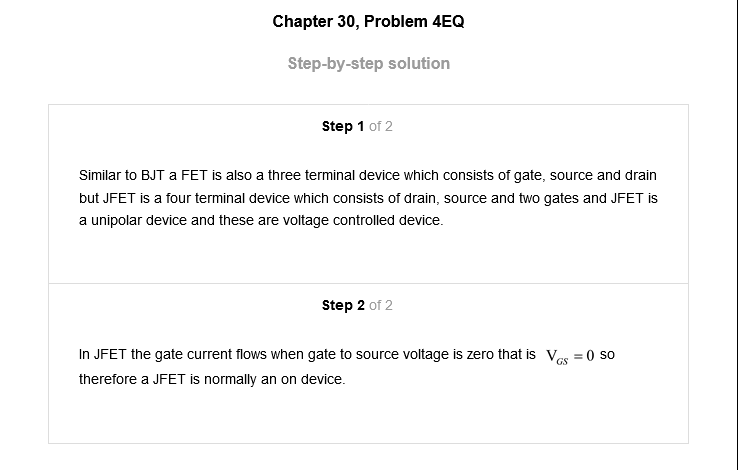 Chapter 30, Problem 4EQ
Step-by-step solution
Step 1 of 2
Similar to BJT a FET is also a three terminal device which consists of gate, source and drain
but JFET is a four terminal device which consists of drain, source and two gates and JFET is
a unipolar device and these are voltage controlled device.
Step 2 of 2
In JFET the gate current flows when gate to source voltage is zero that is V_GS = 0 so
therefore a JFET is normally an on device.